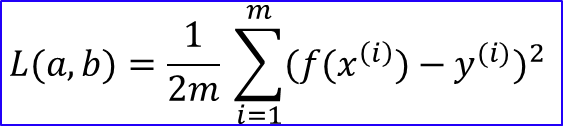 L(a, b) = \frac{1}{2m} \sum_{i=1}^{m} (f(x^{(i)}) - y^{(i)})^2